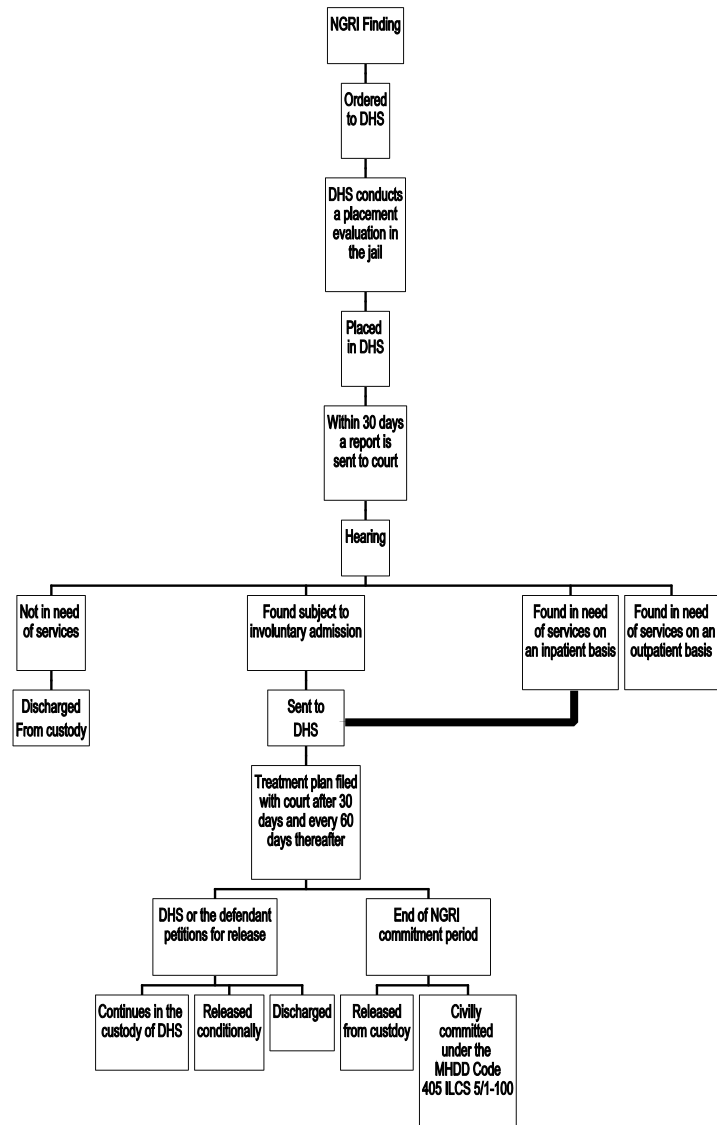 NGRI Finding
Ordered
to DHS
DHS conducts
a placement
evaluation in
the jail
Placed
in DHS
Within 30 days
a report is
sent to court
Hearing
Not in need
of services
Found subject to
involuntary admission
Found in need
of services on
an inpatient basis
Found in need
of services on an
outpatient basis
Discharged
From custody
Sent to
DHS
Treatment plan filed
with court after 30
days and every 60
days thereafter
DHS or the defendant
petitions for release
End of NGRI
commitment period
Continues in the
custody of DHS
Released
conditionally
Discharged
Released
from custdoy
Civilly
committed
under the
MHDD Code
405 ILCS 5/1-100